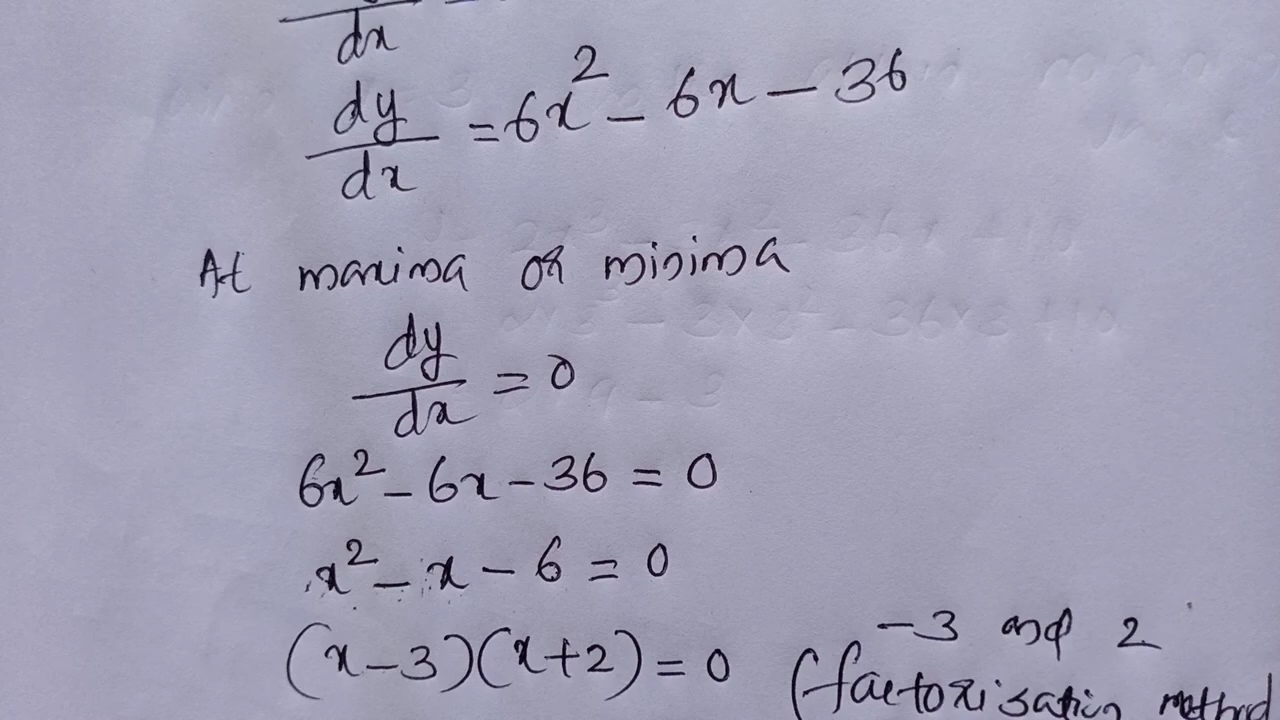 dx
dy/dx = 6x² - 6x - 36
At maxima or minima
dy/dx = 0
6x² - 6x - 36 = 0
x² - x - 6 = 0
-3 and 2
(x-3)(x+2) = 0 (factorisation method